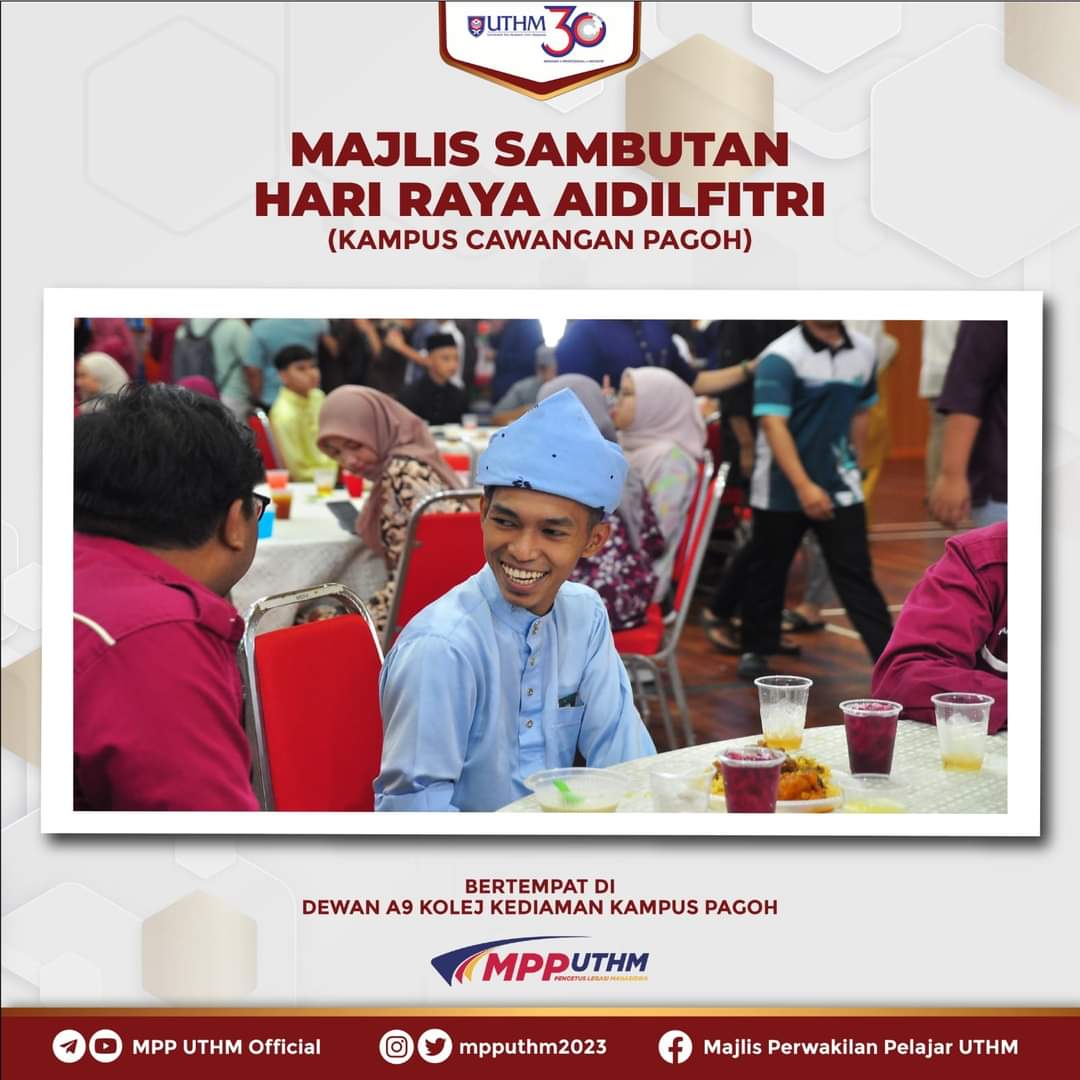 UTHM 30
MAJLIS SAMBUTAN
HARI RAYA AIDILFITRI
(KAMPUS CAWANGAN PAGOH)
BERTEMPAT DI
DEWAN A9 KOLEJ KEDIAMAN KAMPUS PAGOH
MPPUTHM
PENCETUS LEGASI MAHASISWA
MPP UTHM Official
mpputhm2023
Majlis Perwakilan Pelajar UTHM